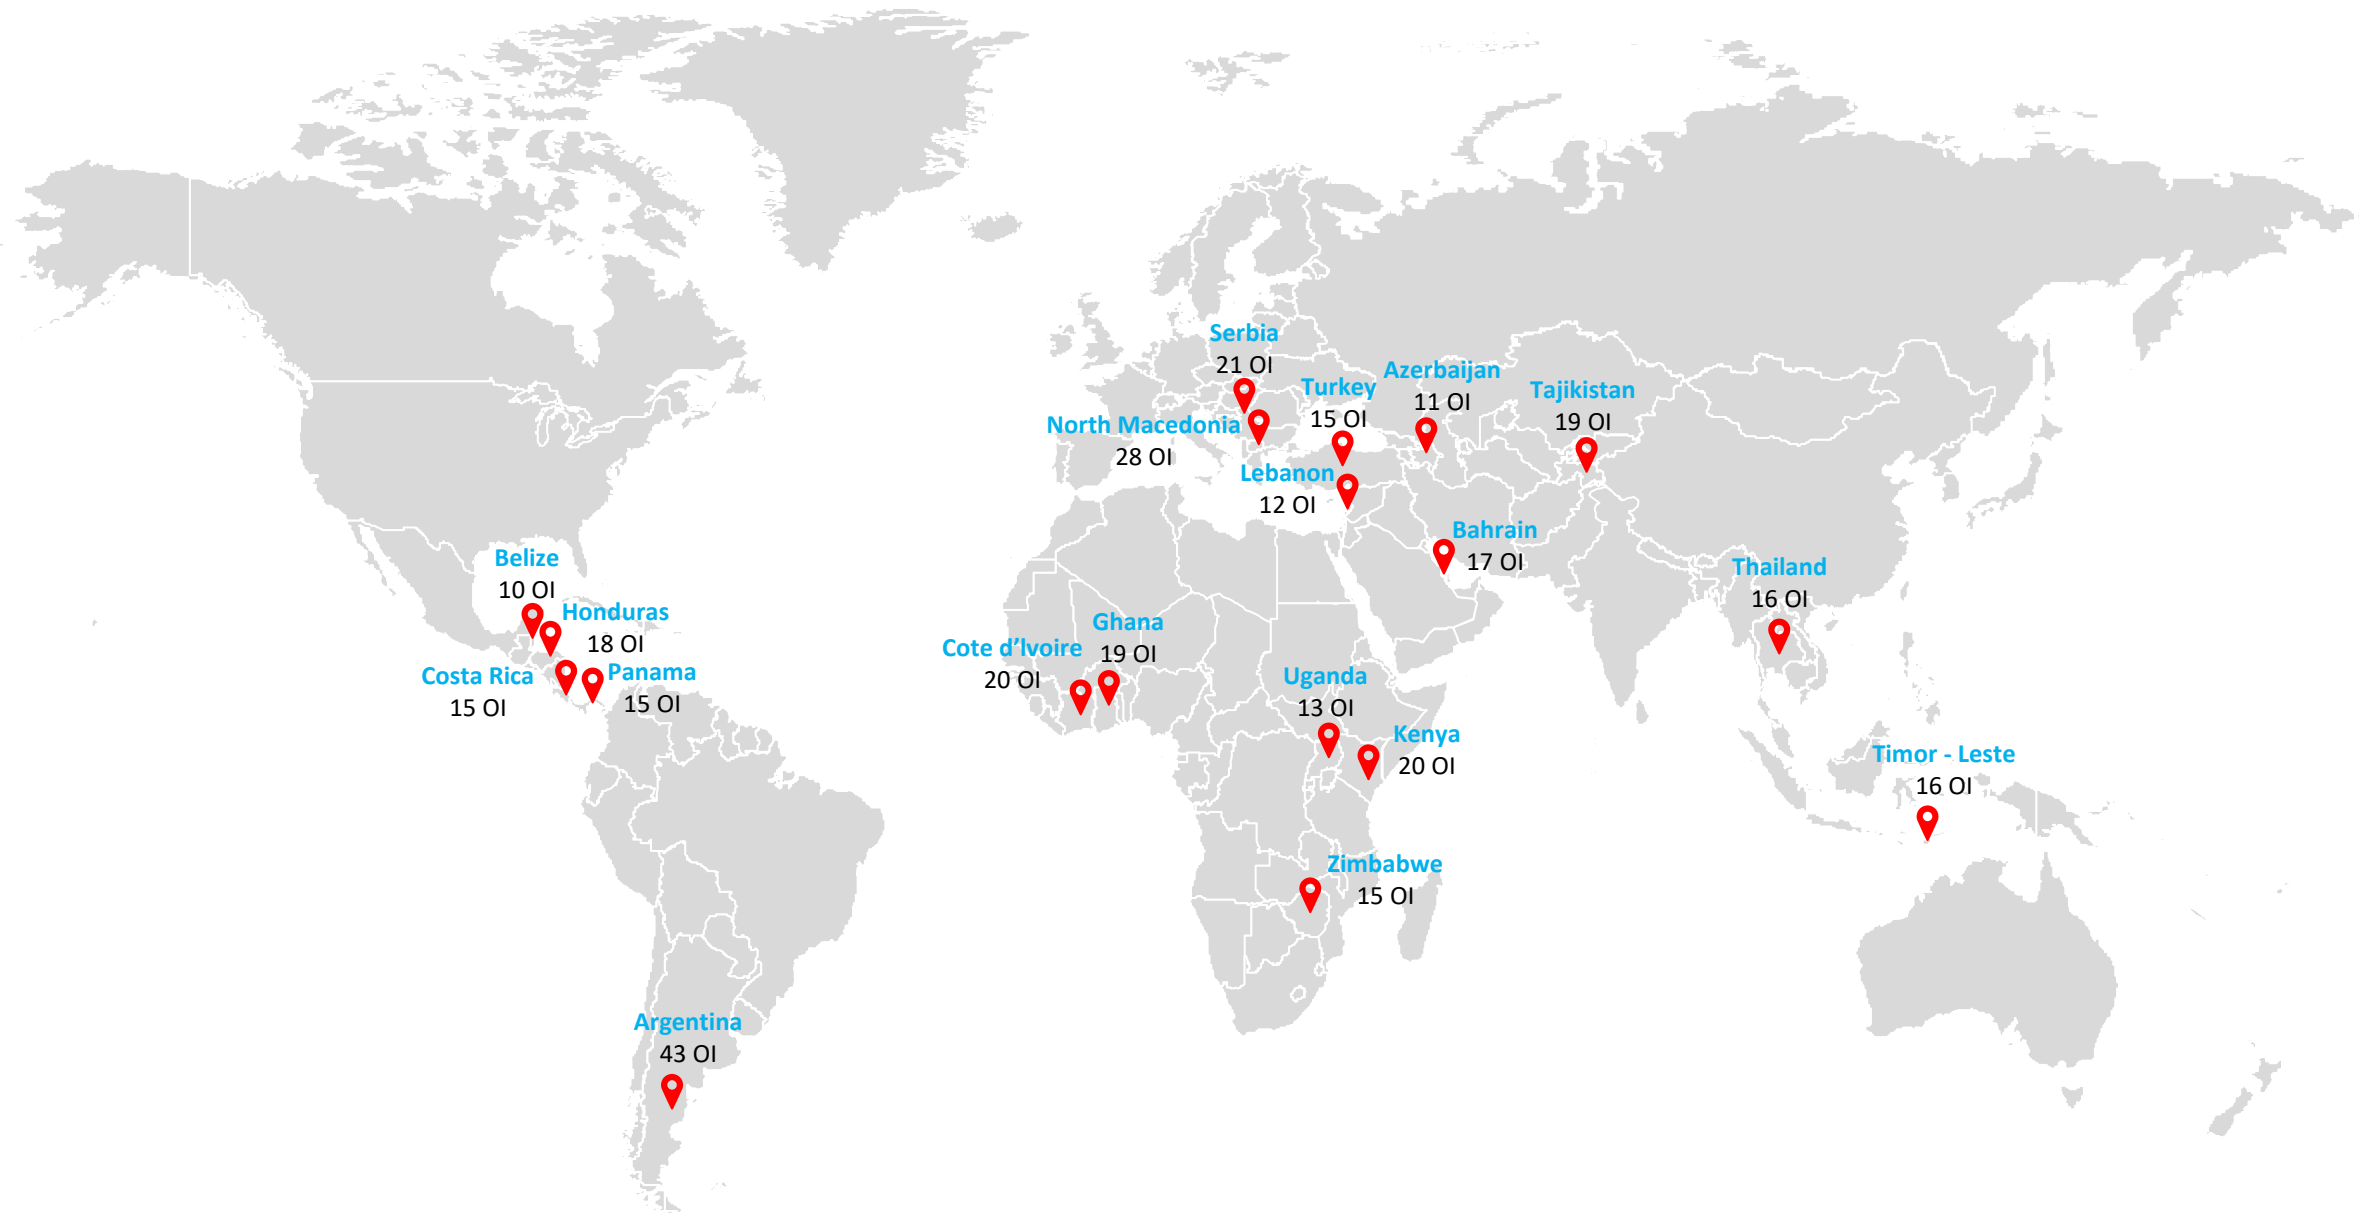 Serbia
21 OI
Turkey
15 OI
Azerbaijan
11 OI
Tajikistan
19 OI
North Macedonia
28 OI
Lebanon
12 OI
Bahrain
17 OI
Thailand
16 OI
Belize
10 OI
Honduras
18 OI
Costa Rica
15 OI
Panama
15 OI
Cote d’Ivoire
20 OI
Ghana
19 OI
Uganda
13 OI
Kenya
20 OI
Timor - Leste
16 OI
Zimbabwe
15 OI
Argentina
43 OI